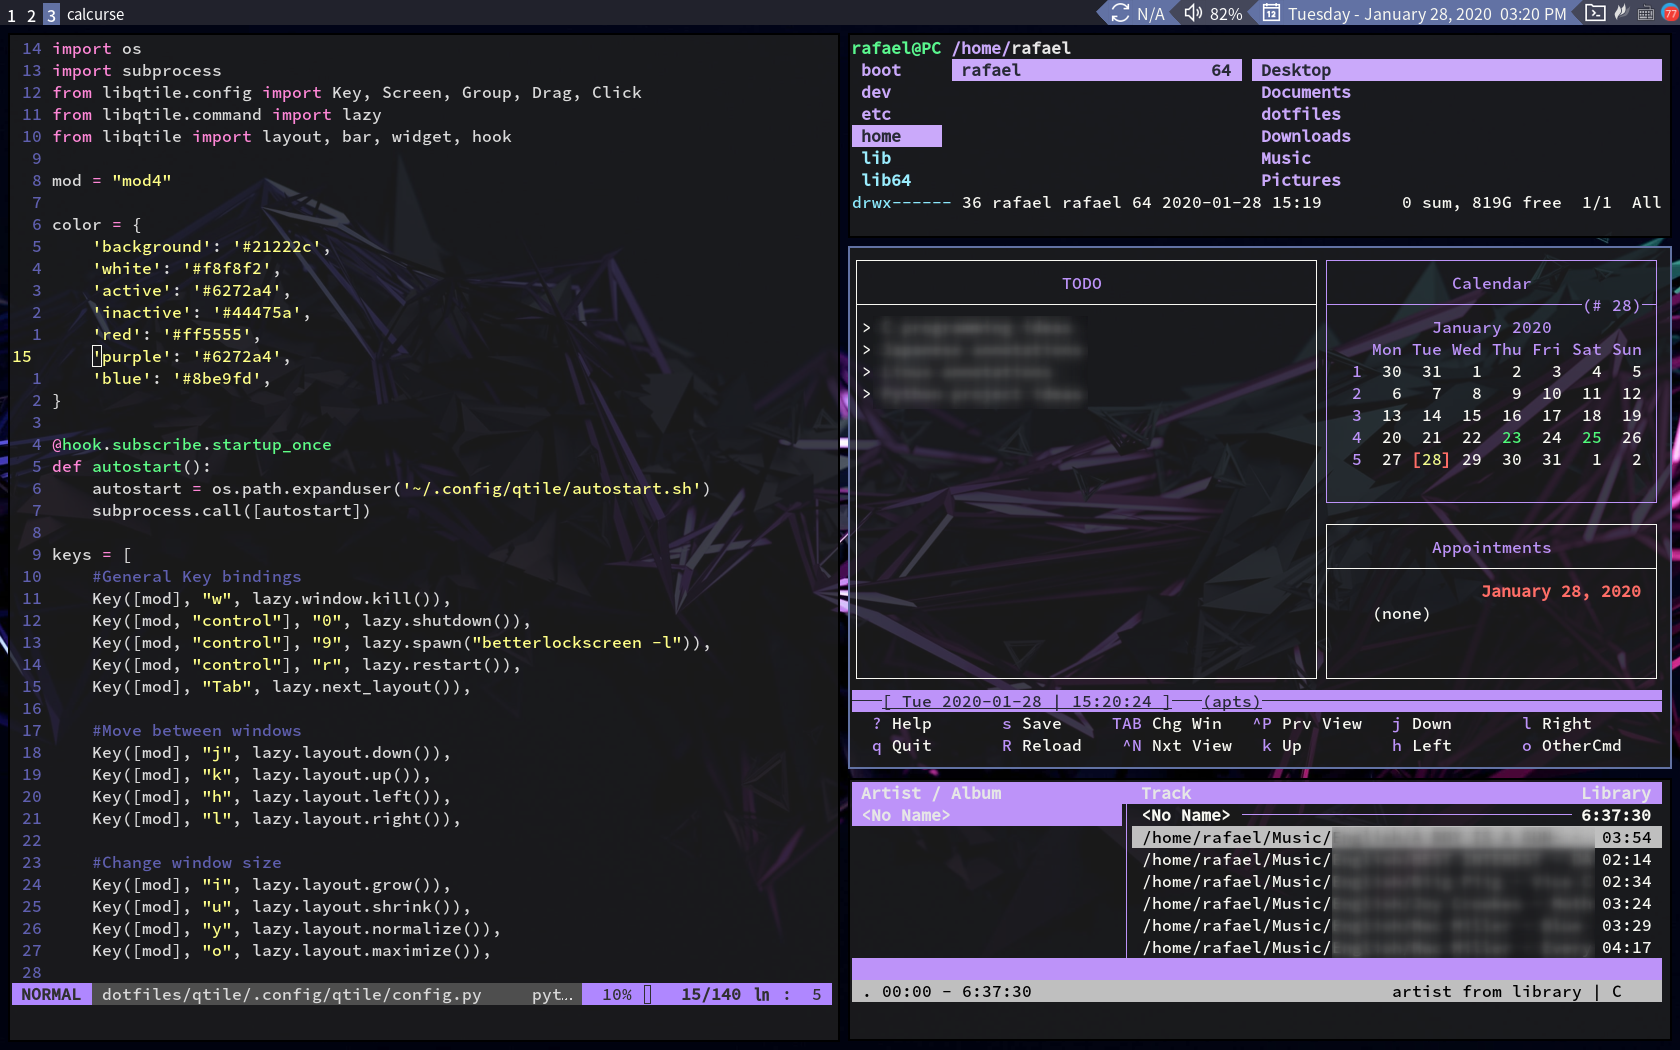 1 2 3 calcurse
N/A 82% 12 Tuesday - January 28, 2020 03:20 PM 77
14 import os
13 import subprocess
12 from libqtile.config import Key, Screen, Group, Drag, Click
11 from libqtile.command import lazy
10 from libqtile import layout, bar, widget, hook
9
8 mod = "mod4"
7
6 color = {
5 'background': '#21222c',
4 'white': '#f8f8f2',
3 'active': '#6272a4',
2 'inactive': '#44475a',
1 'red': '#ff5555',
15 'purple': '#6272a4',
1 'blue': '#8be9fd',
2 }
3
4 @hook.subscribe.startup_once
5 def autostart():
6 autostart = os.path.expanduser('~/.config/qtile/autostart.sh')
7 subprocess.call([autostart])
8
9 keys = [
10 #General Key bindings
11 Key([mod], "w", lazy.window.kill()),
12 Key([mod, "control"], "0", lazy.shutdown()),
13 Key([mod, "control"], "9", lazy.spawn("betterlockscreen -l")),
14 Key([mod, "control"], "r", lazy.restart()),
15 Key([mod], "Tab", lazy.next_layout()),
16
17 #Move between windows
18 Key([mod], "j", lazy.layout.down()),
19 Key([mod], "k", lazy.layout.up()),
20 Key([mod], "h", lazy.layout.left()),
21 Key([mod], "l", lazy.layout.right()),
22
23 #Change window size
24 Key([mod], "i", lazy.layout.grow()),
25 Key([mod], "u", lazy.layout.shrink()),
26 Key([mod], "y", lazy.layout.normalize()),
27 Key([mod], "o", lazy.layout.maximize()),
28
NORMAL dotfiles/qtile/.config/qtile/config.py pyt… 10% 15/140 ln : 5
rafael@PC /home/rafael
boot rafael 64 Desktop
dev Documents
etc dotfiles
home Downloads
lib Music
lib64 Pictures
drwx------ 36 rafael rafael 64 2020-01-28 15:19 0 sum, 819G free 1/1 All
TODO
>
>
>
>
Calendar
(# 28)
January 2020
Mon Tue Wed Thu Fri Sat Sun
1 30 31 1 2 3 4 5
2 6 7 8 9 10 11 12
3 13 14 15 16 17 18 19
4 20 21 22 23 24 25 26
5 27 [28] 29 30 31 1 2
Appointments
January 28, 2020
(none)
[ Tue 2020-01-28 | 15:20:24 ] (apts)
? Help s Save TAB Chg Win ^P Prv View j Down l Right
q Quit R Reload ^N Nxt View k Up h Left o OtherCmd
Artist / Album Track Library
<No Name> <No Name> 6:37:30
/home/rafael/Music/ 03:54
/home/rafael/Music/ 02:14
/home/rafael/Music/ 02:34
/home/rafael/Music/ 03:24
/home/rafael/Music/ 03:29
/home/rafael/Music/ 04:17
. 00:00 - 6:37:30 artist from library | C